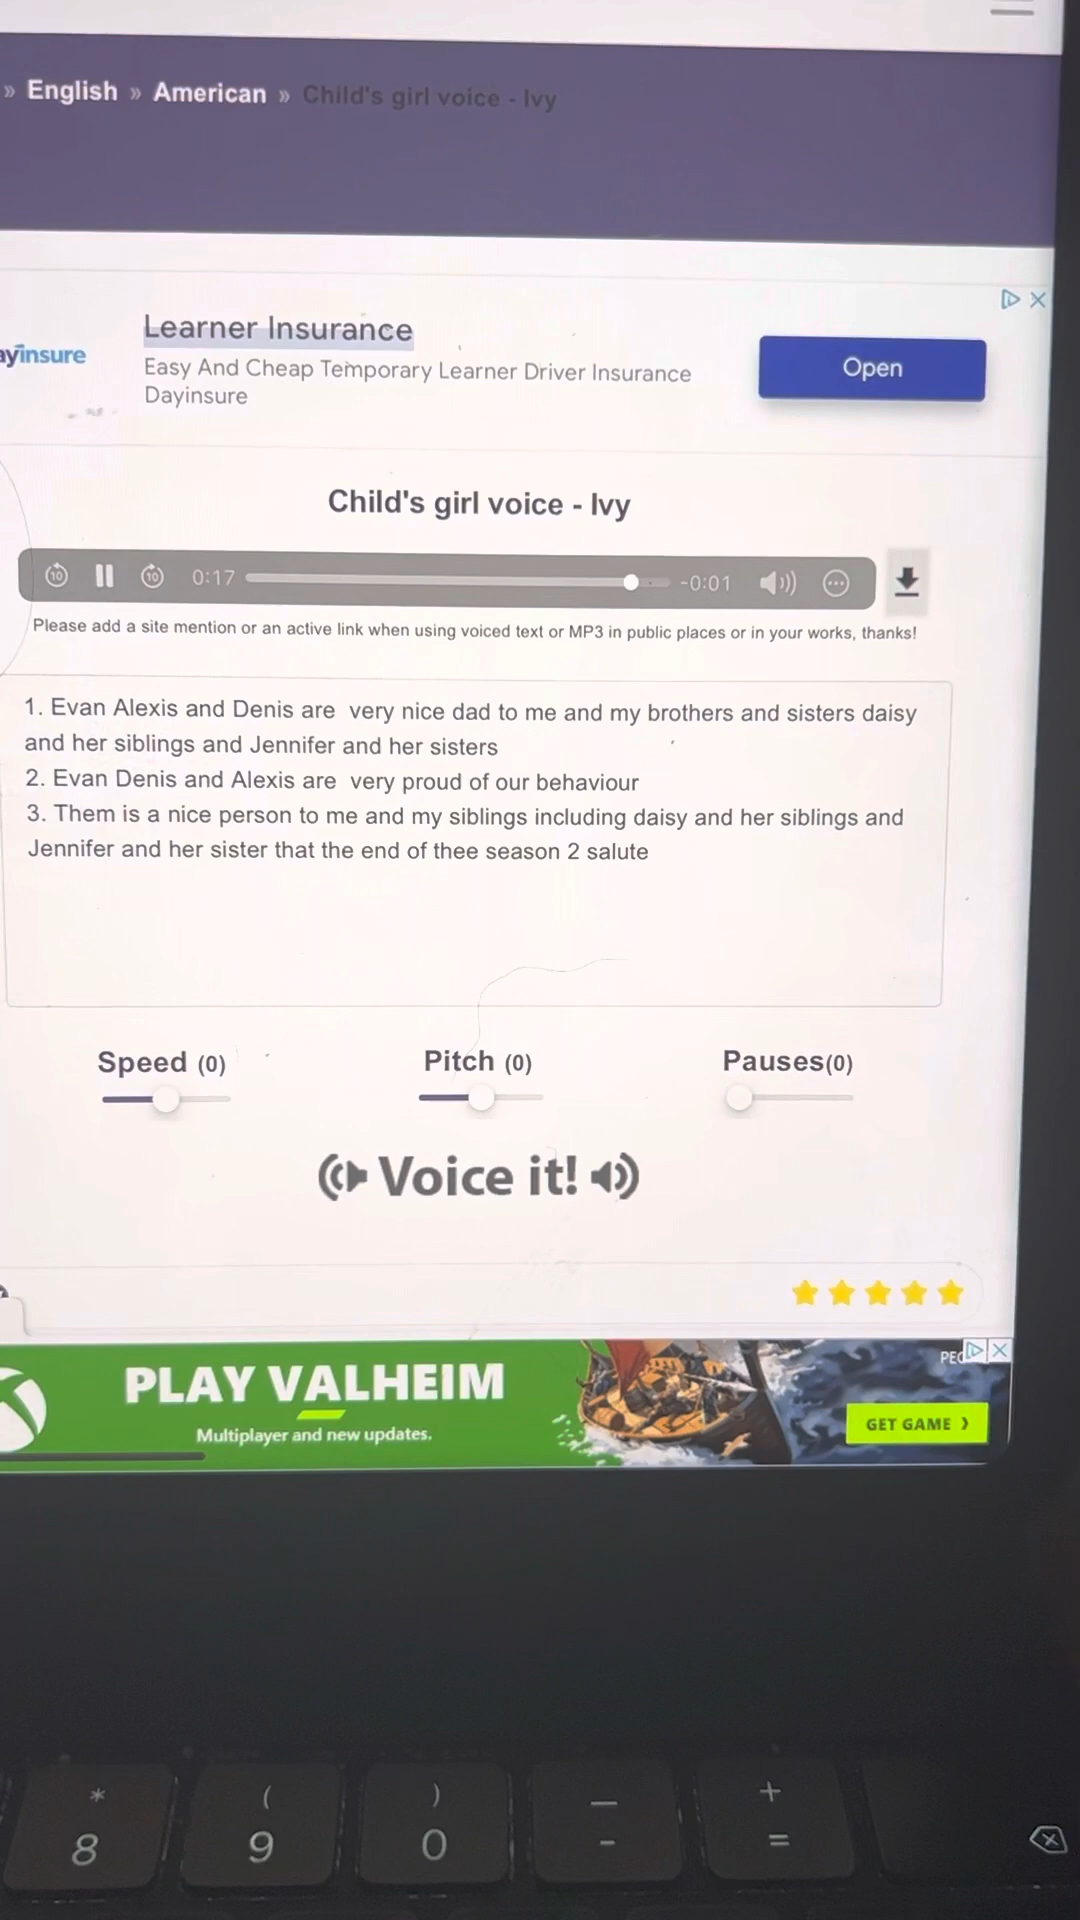 » English » American » Child's girl voice - Ivy
Learner Insurance
ayinsure
Easy And Cheap Temporary Learner Driver Insurance
Dayinsure
Open
Child's girl voice - Ivy
10 10 0:17 -0:01
Please add a site mention or an active link when using voiced text or MP3 in public places or in your works, thanks!
1. Evan Alexis and Denis are very nice dad to me and my brothers and sisters daisy
and her siblings and Jennifer and her sisters
2. Evan Denis and Alexis are very proud of our behaviour
3. Them is a nice person to me and my siblings including daisy and her siblings and
Jennifer and her sister that the end of thee season 2 salute
Speed (0) Pitch (0) Pauses(0)
Voice it!
PLAY VALHEIM
Multiplayer and new updates.
GET GAME
* ( ) — +
8 9 0 - =